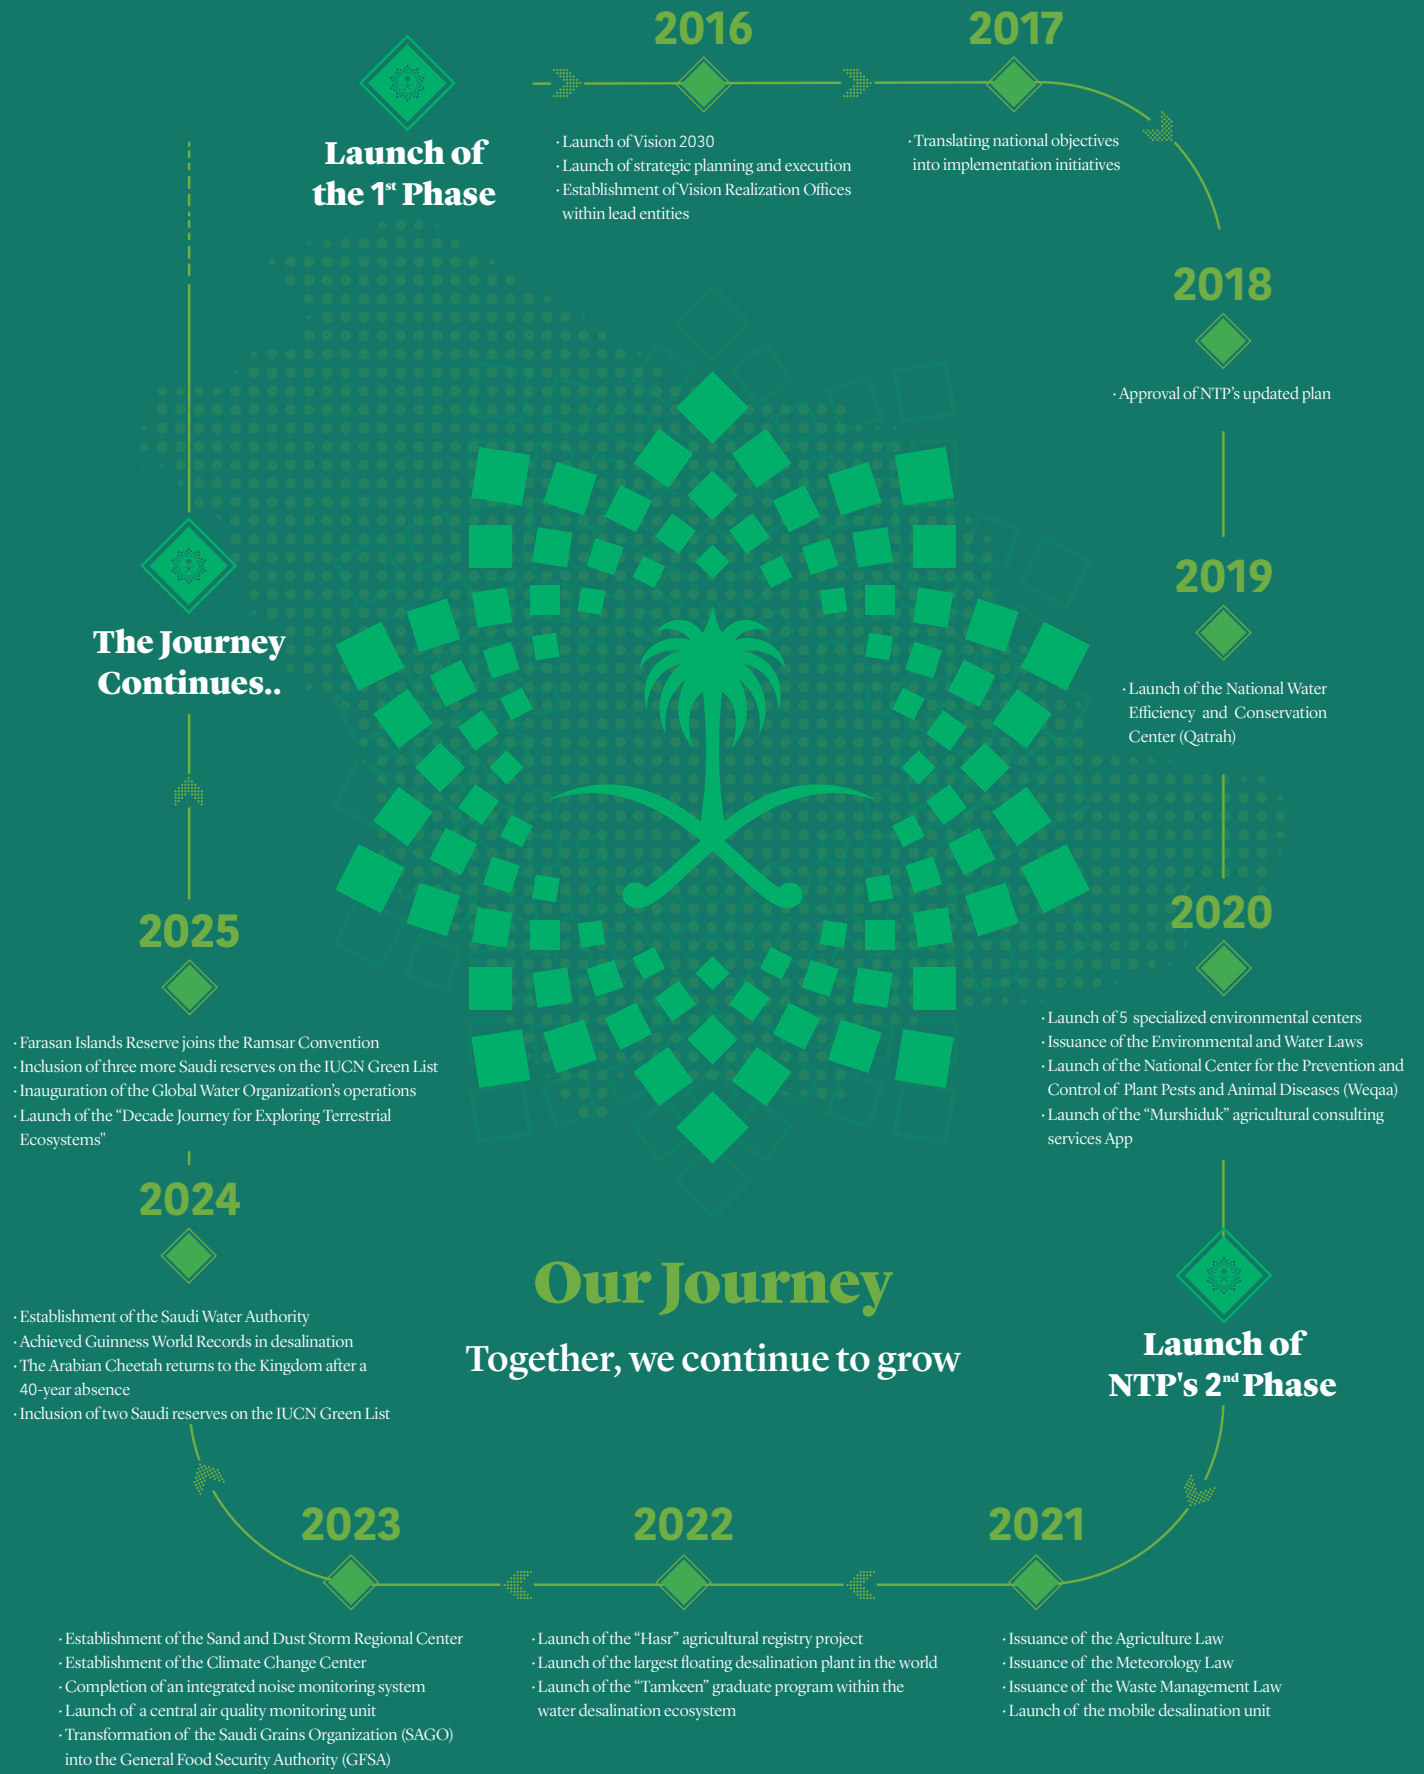 Launch of
the 1st Phase
2016
· Launch of Vision 2030
· Launch of strategic planning and execution
· Establishment of Vision Realization Offices
within lead entities
2017
· Translating national objectives
into implementation initiatives
2018
· Approval of NTP's updated plan
2019
· Launch of the National Water
Efficiency and Conservation
Center (Qatrah)
2020
· Launch of 5 specialized environmental centers
· Issuance of the Environmental and Water Laws
· Launch of the National Center for the Prevention and
Control of Plant Pests and Animal Diseases (Weqaa)
· Launch of the “Murshiduk” agricultural consulting
services App
Launch of
NTP's 2nd Phase
2021
· Issuance of the Agriculture Law
· Issuance of the Meteorology Law
· Issuance of the Waste Management Law
· Launch of the mobile desalination unit
2022
· Launch of the “Hasr” agricultural registry project
· Launch of the largest floating desalination plant in the world
· Launch of the “Tamkeen” graduate program within the
water desalination ecosystem
2023
· Establishment of the Sand and Dust Storm Regional Center
· Establishment of the Climate Change Center
· Completion of an integrated noise monitoring system
· Launch of a central air quality monitoring unit
· Transformation of the Saudi Grains Organization (SAGO)
into the General Food Security Authority (GFSA)
2024
· Establishment of the Saudi Water Authority
· Achieved Guinness World Records in desalination
· The Arabian Cheetah returns to the Kingdom after a
40-year absence
· Inclusion of two Saudi reserves on the IUCN Green List
2025
· Farasan Islands Reserve joins the Ramsar Convention
· Inclusion of three more Saudi reserves on the IUCN Green List
· Inauguration of the Global Water Organization's operations
· Launch of the “Decade Journey for Exploring Terrestrial
Ecosystems"
The Journey
Continues..
Our Journey
Together, we continue to grow